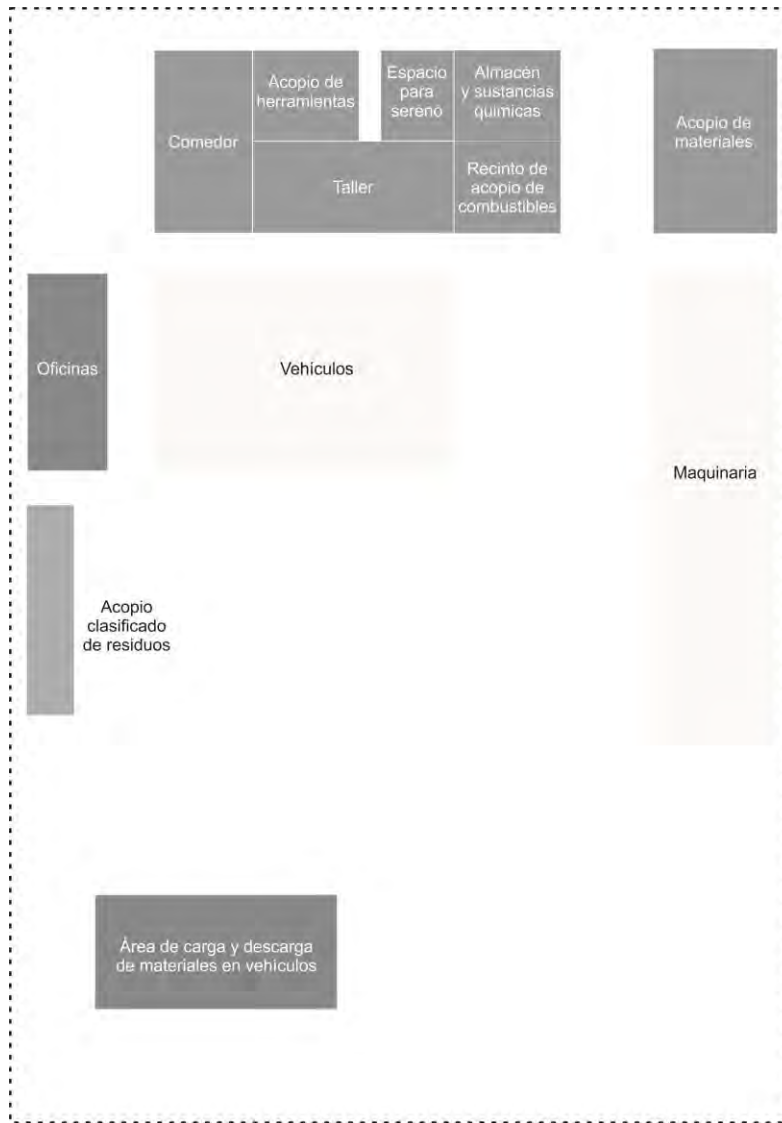 Comedor
Acopio de
herramientas
Espacio
para
sereno
Almacén
y sustancias
químicas
Taller
Recinto de
acopio de
combustibles
Acopio de
materiales
Oficinas
Vehículos
Maquinaria
Acopio
clasificado
de residuos
Área de carga y descarga
de materiales en vehículos